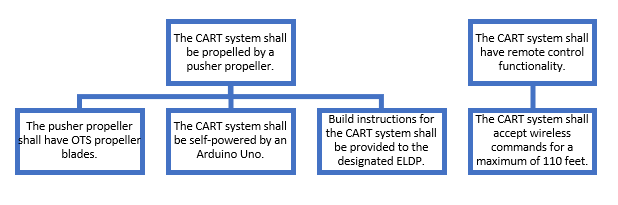 The CART system shall
be propelled by a
pusher propeller.
The CART system shall
have remote control
functionality.
The pusher propeller
shall have OTS propeller
blades.
The CART system shall
be self-powered by an
Arduino Uno.
Build instructions for
the CART system shall
be provided to the
designated ELDP.
The CART system shall
accept wireless
commands for a
maximum of 110 feet.